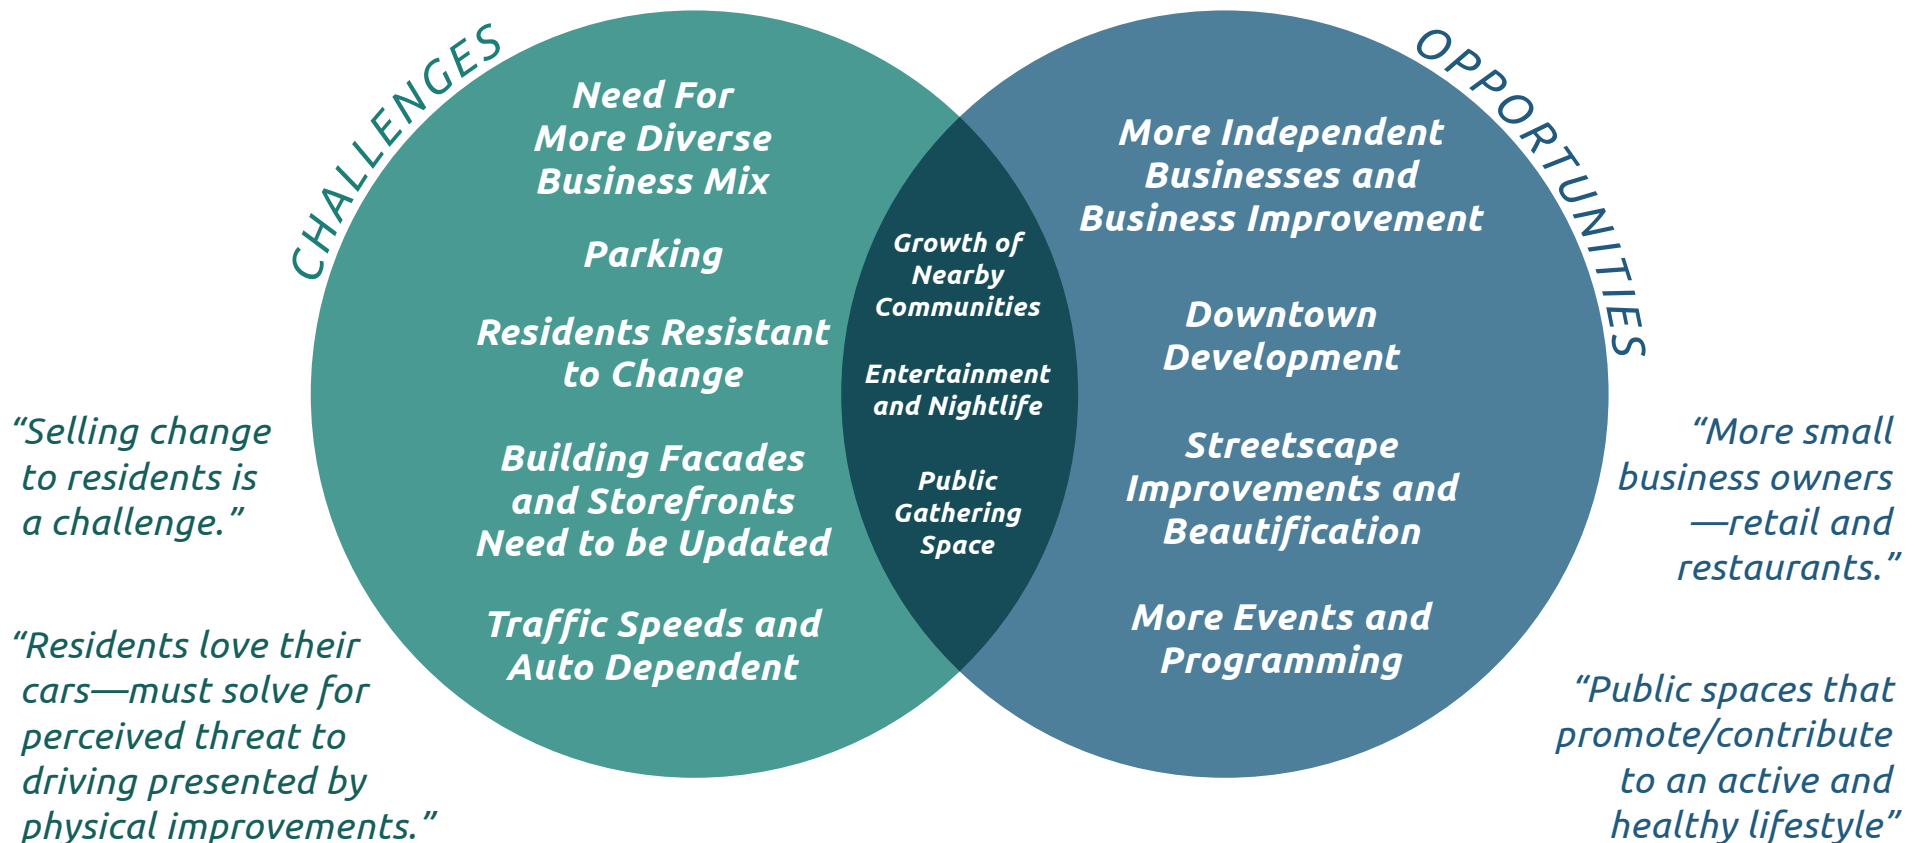 CHALLENGES
Need For
More Diverse
Business Mix
Parking
Residents Resistant
to Change
Building Facades
and Storefronts
Need to be Updated
Traffic Speeds and
Auto Dependent
Growth of
Nearby
Communities
Entertainment
and Nightlife
Public
Gathering
Space
OPPORTUNITIES
More Independent
Businesses and
Business Improvement
Downtown
Development
Streetscape
Improvements and
Beautification
More Events and
Programming
“Selling change
to residents is
a challenge.”
“Residents love their
cars—must solve for
perceived threat to
driving presented by
physical improvements.”
“More small
business owners
—retail and
restaurants.”
“Public spaces that
promote/contribute
to an active and
healthy lifestyle”